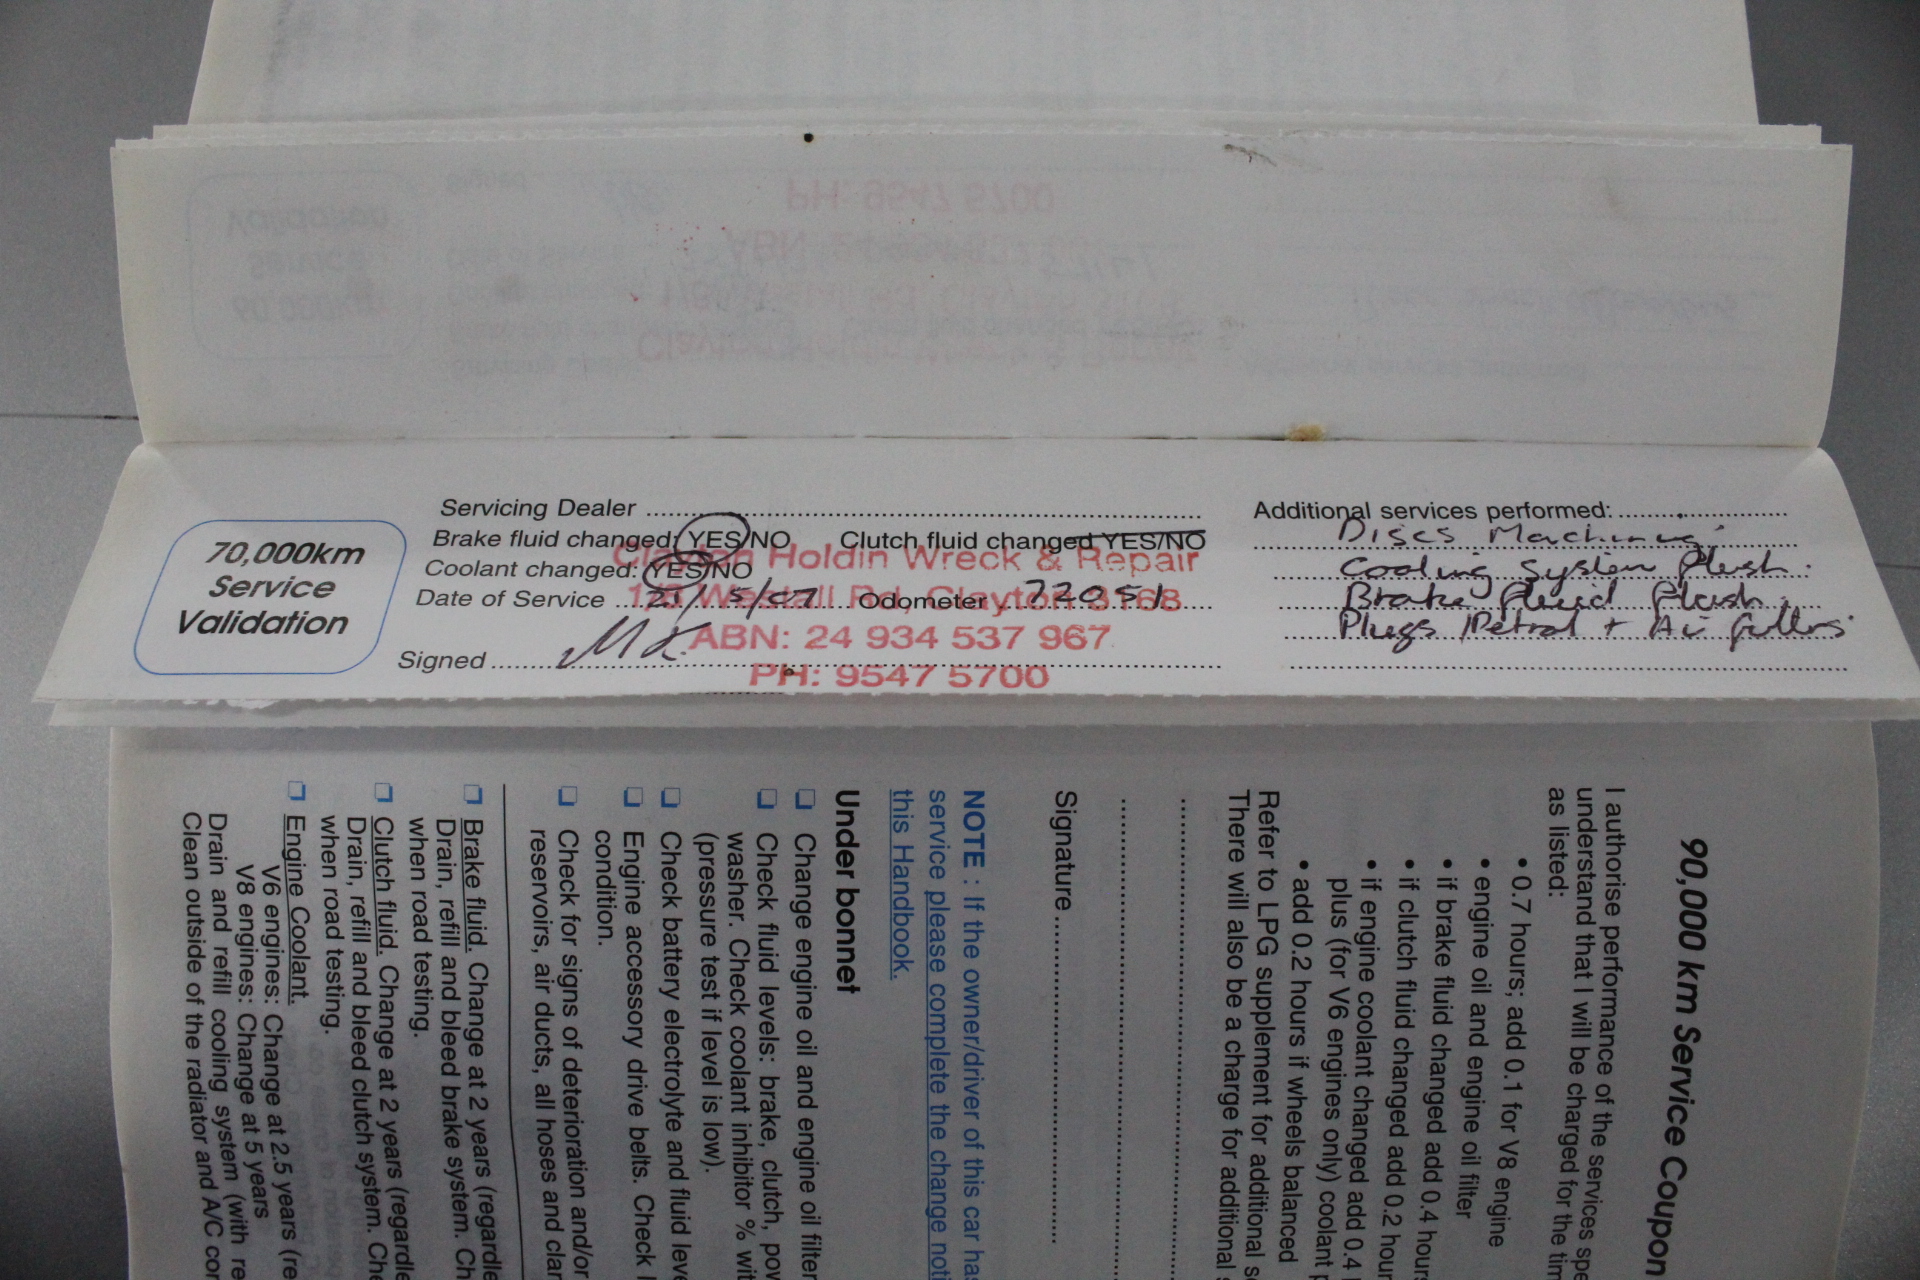 PH: 9547 5700
Servicing Dealer
Brake fluid changed: YES/NO Clutch fluid changed YES/NO
Coolant changed: YES/NO
Date of Service /5/07 Odometer 72051
Signed
70,000km
Service
Validation
Clayton Holdin Wreck & Repair
Westall Rd, Clayton 3168
ABN: 24 934 537 967
PH: 9547 5700
Additional services performed:
Discs Machining
Cooling System Flush.
Brake Fluid Flush.
Plugs Petrol + Air filters.
90,000 km Service Coupon
I authorise performance of the services spe
understand that I will be charged for the tim
as listed:
• 0.7 hours; add 0.1 for V8 engine
• engine oil and engine oil filter
• if brake fluid changed add 0.4 hours
• if clutch fluid changed add 0.2 hour
• if engine coolant changed add 0.4
plus (for V6 engines only) coolant
• add 0.2 hours if wheels balanced
Refer to LPG supplement for additional s
There will also be a charge for additional
Signature
NOTE : If the owner/driver of this car has
service please complete the change noti
this Handbook.
Under bonnet
❑ Change engine oil and engine oil filter
❑ Check fluid levels: brake, clutch, pow
washer. Check coolant inhibitor % wit
(pressure test if level is low).
❑ Check battery electrolyte and fluid leve
❑ Engine accessory drive belts. Check
condition.
❑ Check for signs of deterioration and/or
reservoirs, air ducts, all hoses and clar
❑ Brake fluid. Change at 2 years (regardle
Drain, refill and bleed brake system. Ch
when road testing.
❑ Clutch fluid. Change at 2 years (regardle
Drain, refill and bleed clutch system. Che
when road testing.
❑ Engine Coolant.
V6 engines: Change at 2.5 years (re
V8 engines: Change at 5 years
Drain and refill cooling system (with re
Clean outside of the radiator and A/C cor